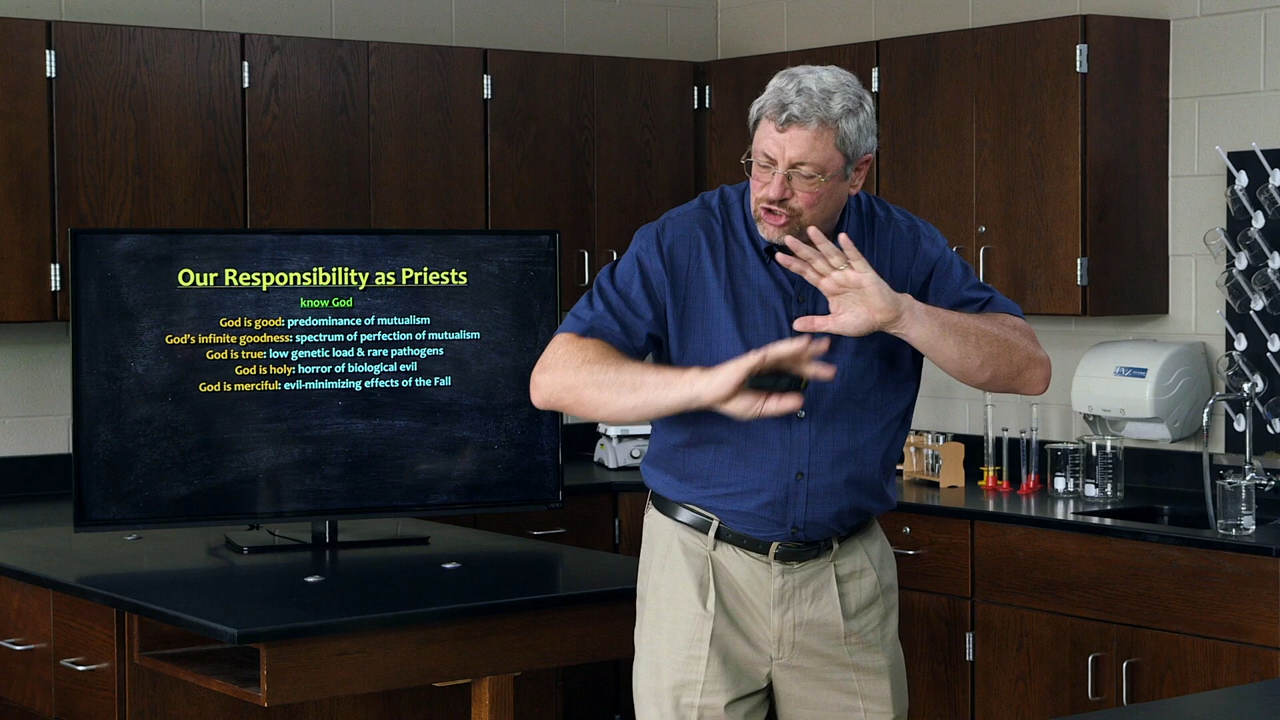 Our Responsibility as Priests
know God
God is good: predominance of mutualism
God's infinite goodness: spectrum of perfection of mutualism
God is true: low genetic load & rare pathogens
God is holy: horror of biological evil
God is merciful: evil-minimizing effects of the Fall